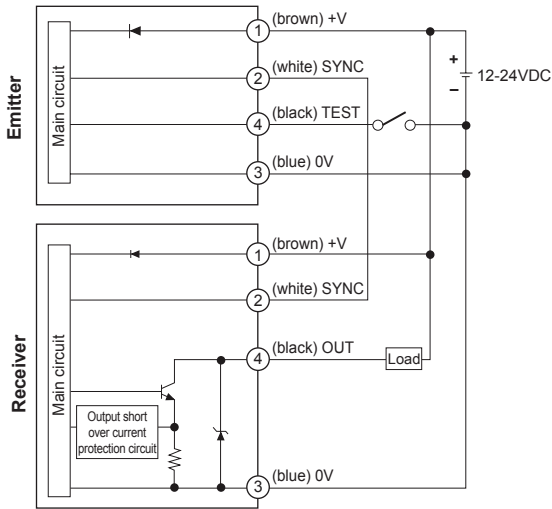 Emitter
Main circuit
1
(brown) +V
2
(white) SYNC
4
(black) TEST
3
(blue) 0V
+
12-24VDC
–
Receiver
Main circuit
1
(brown) +V
2
(white) SYNC
4
(black) OUT
Load
Output short
over current
protection circuit
3
(blue) 0V